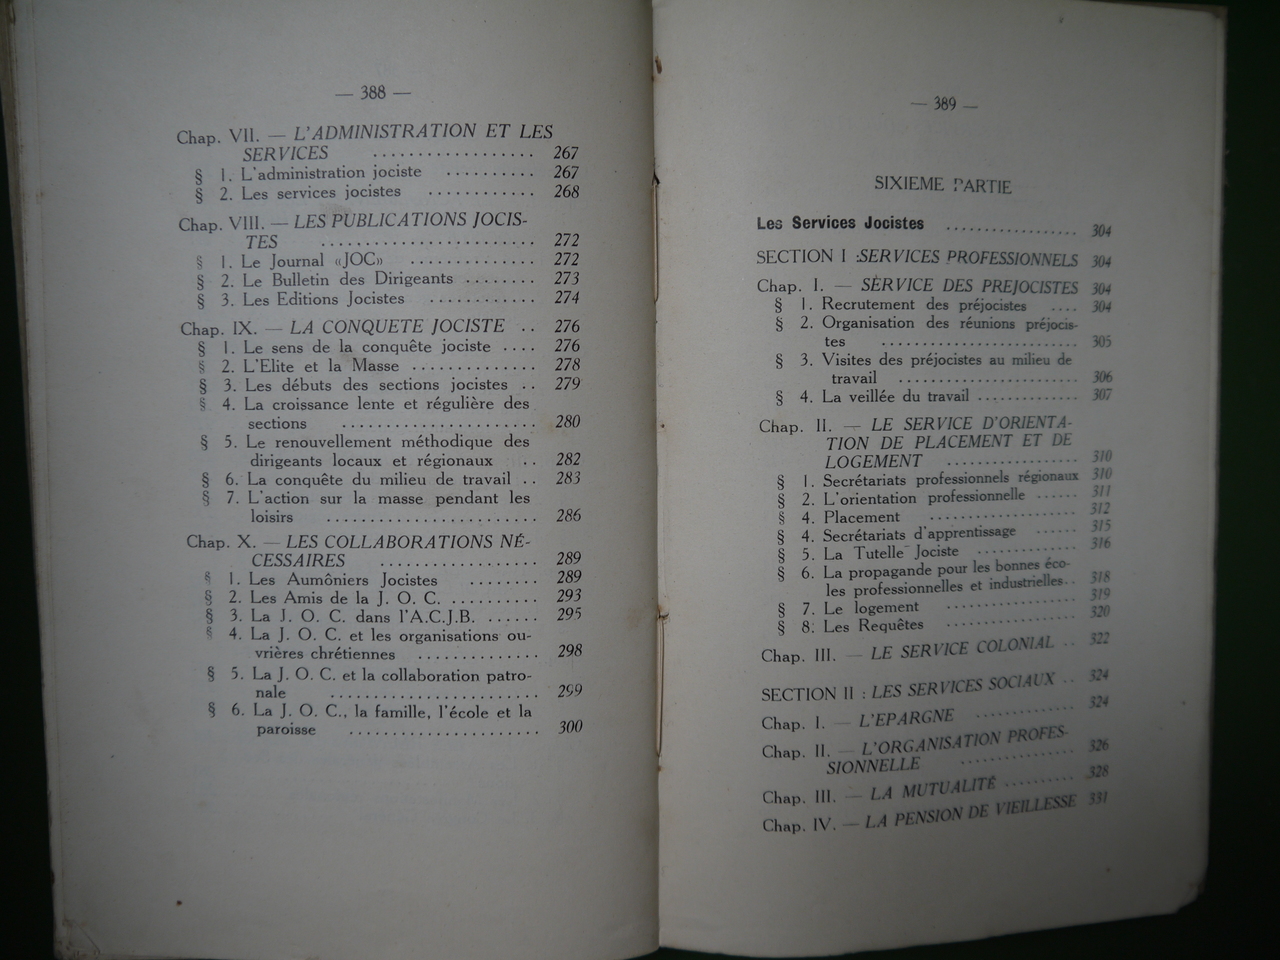 — 388 —
Chap. VII. — L'ADMINISTRATION ET LES
SERVICES ................. 267
§ 1. L'administration jociste .......... 267
§ 2. Les services jocistes ............ 268
Chap. VIII. — LES PUBLICATIONS JOCIS-
TES ....................... 272
§ 1. Le Journal «JOC» .............. 272
§ 2. Le Bulletin des Dirigeants ........ 273
§ 3. Les Editions Jocistes ............ 274
Chap. IX. — LA CONQUETE JOCISTE .. 276
§ 1. Le sens de la conquête jociste .... 276
§ 2. L'Elite et la Masse .............. 278
§ 3. Les débuts des sections jocistes .. 279
§ 4. La croissance lente et régulière des
sections ..................... 280
§ 5. Le renouvellement méthodique des
dirigeants locaux et régionaux .. 282
§ 6. La conquête du milieu de travail .. 283
§ 7. L'action sur la masse pendant les
loisirs ....................... 286
Chap. X. — LES COLLABORATIONS NÉ-
CESSAIRES ................. 289
§ 1. Les Aumôniers Jocistes ........ 289
§ 2. Les Amis de la J. O. C. .......... 293
§ 3. La J. O. C. dans l'A.C.J.B. ...... 295
§ 4. La J. O. C. et les organisations ou-
vrières chrétiennes ............. 298
§ 5. La J. O. C. et la collaboration patro-
nale ....................... 299
§ 6. La J. O. C., la famille, l'école et la
paroisse ..................... 300
— 389 —
SIXIEME PARTIE
Les Services Jocistes ................. 304
SECTION I : SERVICES PROFESSIONNELS 304
Chap. I. — SERVICE DES PREJOCISTES 304
§ 1. Recrutement des préjocistes .... 304
§ 2. Organisation des réunions préjocis-
tes ......................... 305
§ 3. Visites des préjocistes au milieu de
travail ....................... 306
§ 4. La veillée du travail ............. 307
Chap. II. — LE SERVICE D'ORIENTA-
TION DE PLACEMENT ET DE
LOGEMENT ................. 310
§ 1. Secrétariats professionnels régionaux 310
§ 2. L'orientation professionnelle ...... 311
§ 4. Placement ................... 312
§ 4. Secrétariats d'apprentissage ...... 315
§ 5. La Tutelle Jociste ............. 316
§ 6. La propagande pour les bonnes éco-
les professionnelles et industrielles.. 318
§ 7. Le logement ................. 319
§ 8. Les Requêtes ................. 320
Chap. III. — LE SERVICE COLONIAL .. 322
SECTION II : LES SERVICES SOCIAUX .. 324
Chap. I. — L'EPARGNE ............. 324
Chap. II. — L'ORGANISATION PROFES-
SIONNELLE ............... 326
Chap. III. — LA MUTUALITÉ .......... 328
Chap. IV. — LA PENSION DE VIEILLESSE 331